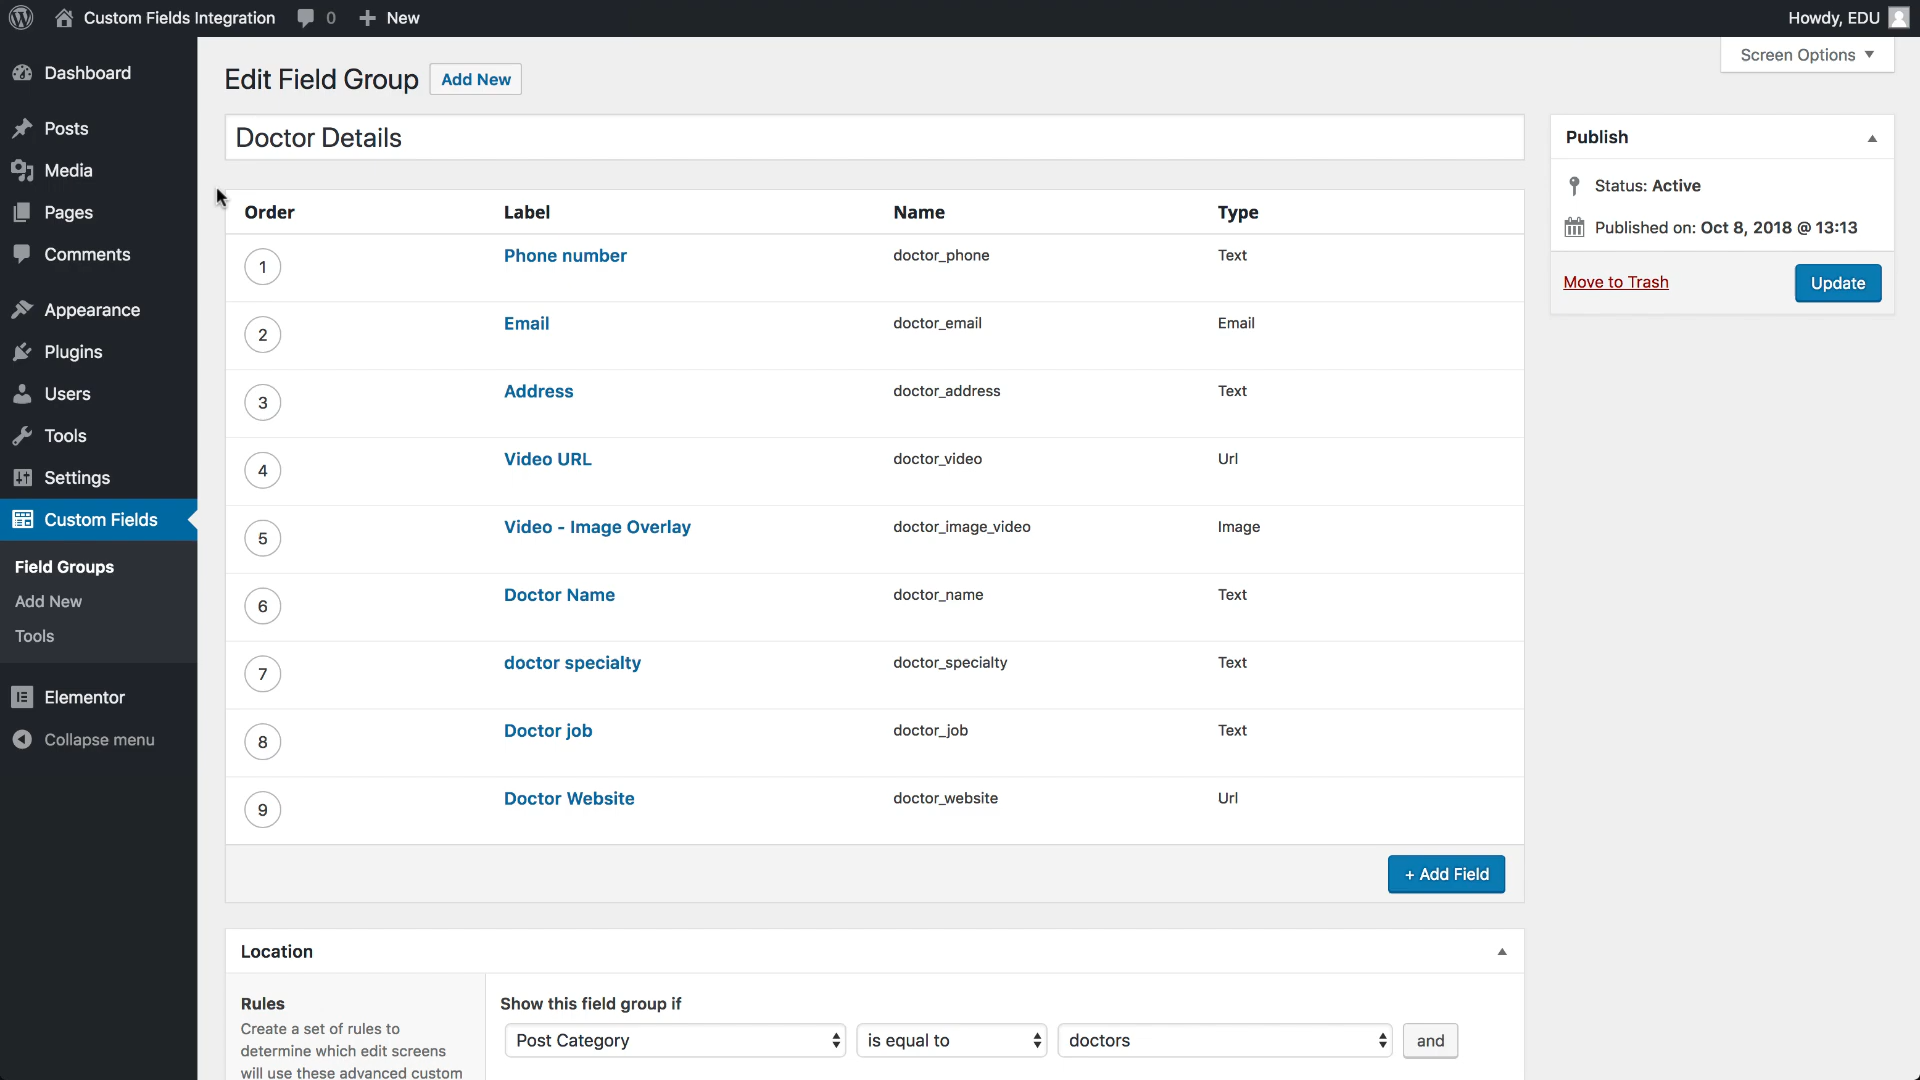 Custom Fields Integration 0 New Howdy, EDU
Screen Options
Dashboard
Posts
Media
Pages
Comments
Appearance
Plugins
Users
Tools
Settings
Custom Fields
Field Groups
Add New
Tools
Elementor
Collapse menu
Edit Field Group Add New
Doctor Details
Order Label Name Type
1 Phone number doctor_phone Text
2 Email doctor_email Email
3 Address doctor_address Text
4 Video URL doctor_video Url
5 Video - Image Overlay doctor_image_video Image
6 Doctor Name doctor_name Text
7 doctor specialty doctor_specialty Text
8 Doctor job doctor_job Text
9 Doctor Website doctor_website Url
+ Add Field
Location
Rules
Create a set of rules to
determine which edit screens
will use these advanced custom
Show this field group if
Post Category is equal to doctors and
Publish
Status: Active
Published on: Oct 8, 2018 @ 13:13
Move to Trash Update